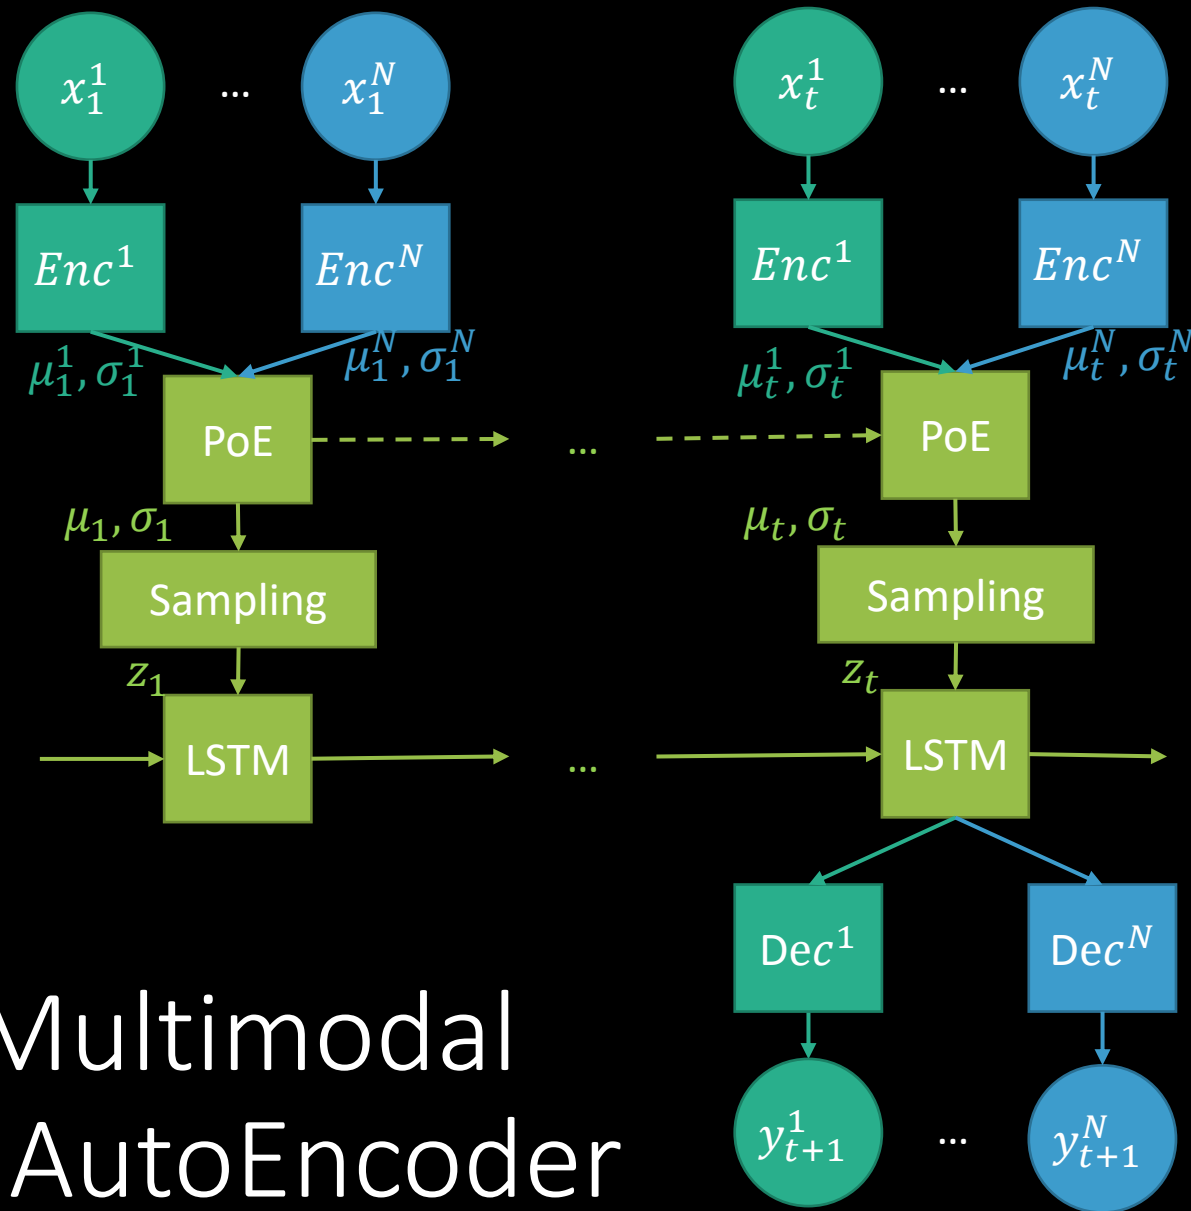 x_1^1 ... x_1^N x_t^1 ... x_t^N
Enc^1 Enc^N Enc^1 Enc^N
μ_1^1, σ_1^1 μ_1^N, σ_1^N μ_t^1, σ_t^1 μ_t^N, σ_t^N
PoE ... PoE
μ_1, σ_1 μ_t, σ_t
Sampling Sampling
z_1 z_t
LSTM ... LSTM
Dec^1 Dec^N
y_{t+1}^1 ... y_{t+1}^N
Multimodal
AutoEncoder